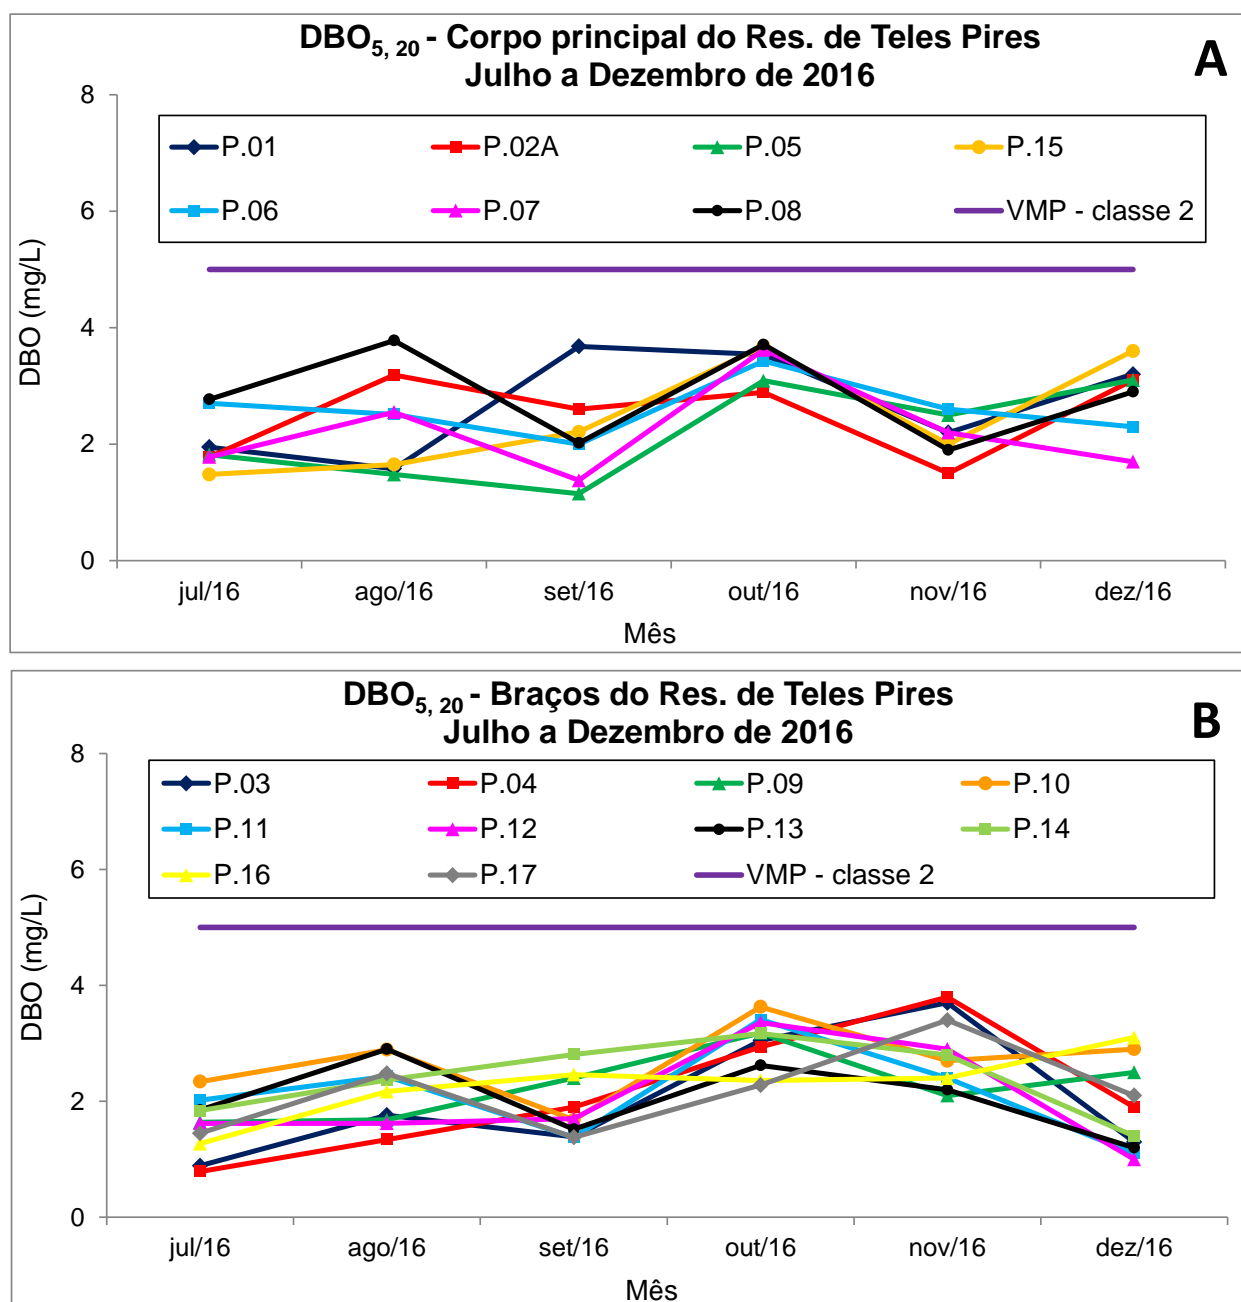 DBO5, 20 - Corpo principal do Res. de Teles Pires
Julho a Dezembro de 2016
A
8
6
4
2
0
DBO (mg/L)
P.01 P.02A P.05 P.15
P.06 P.07 P.08 VMP - classe 2
jul/16 ago/16 set/16 out/16 nov/16 dez/16
Mês
DBO5, 20 - Braços do Res. de Teles Pires
Julho a Dezembro de 2016
B
8
6
4
2
0
DBO (mg/L)
P.03 P.04 P.09 P.10
P.11 P.12 P.13 P.14
P.16 P.17 VMP - classe 2
jul/16 ago/16 set/16 out/16 nov/16 dez/16
Mês